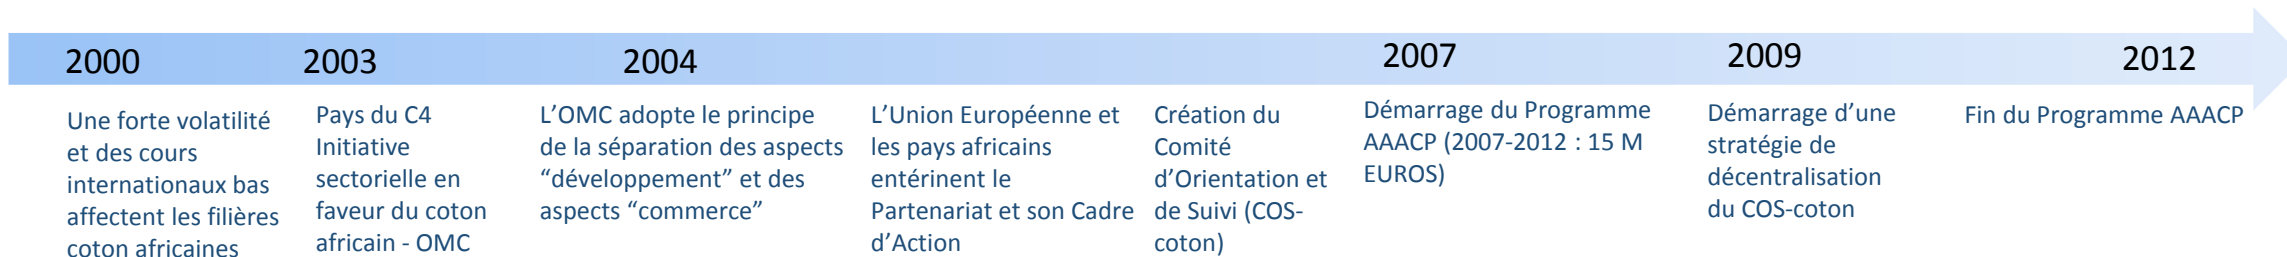 2000
2003
2004
2007
2009
2012
Une forte volatilité
et des cours
internationaux bas
affectent les filières
coton africaines
Pays du C4
Initiative
sectorielle en
faveur du coton
africain - OMC
L’OMC adopte le principe
de la séparation des aspects
“développement” et des
aspects “commerce”
L’Union Européenne et
les pays africains
entérinent le
Partenariat et son Cadre
d’Action
Création du
Comité
d’Orientation et
de Suivi (COS-
coton)
Démarrage du Programme
AAACP (2007-2012 : 15 M
EUROS)
Démarrage d’une
stratégie de
décentralisation
du COS-coton
Fin du Programme AAACP